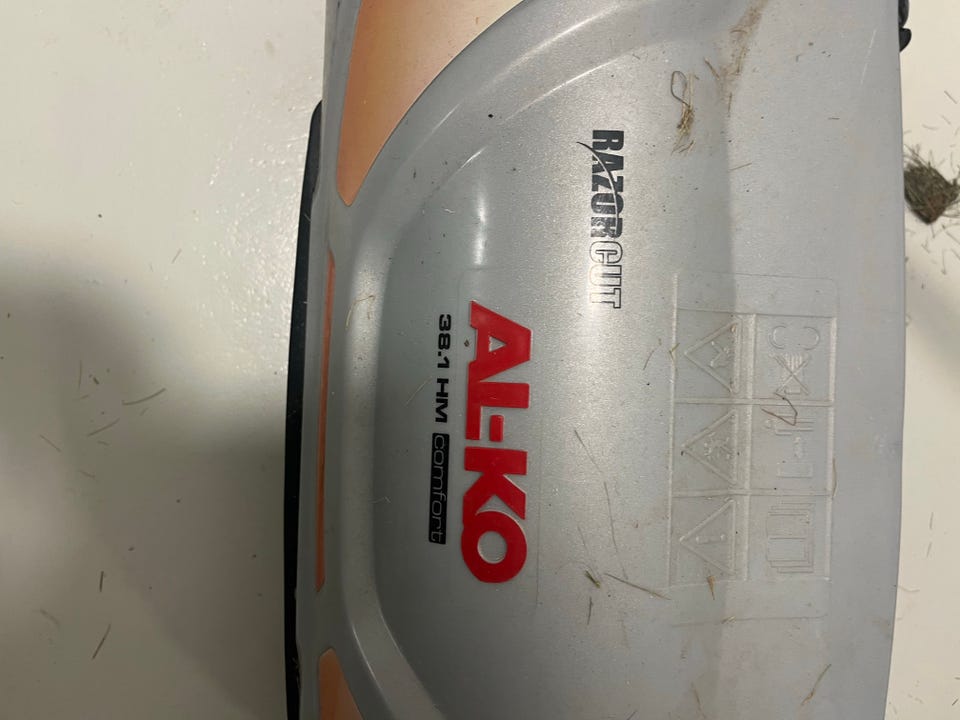 RAZORCUT
AL-KO
38.1 HM comfort